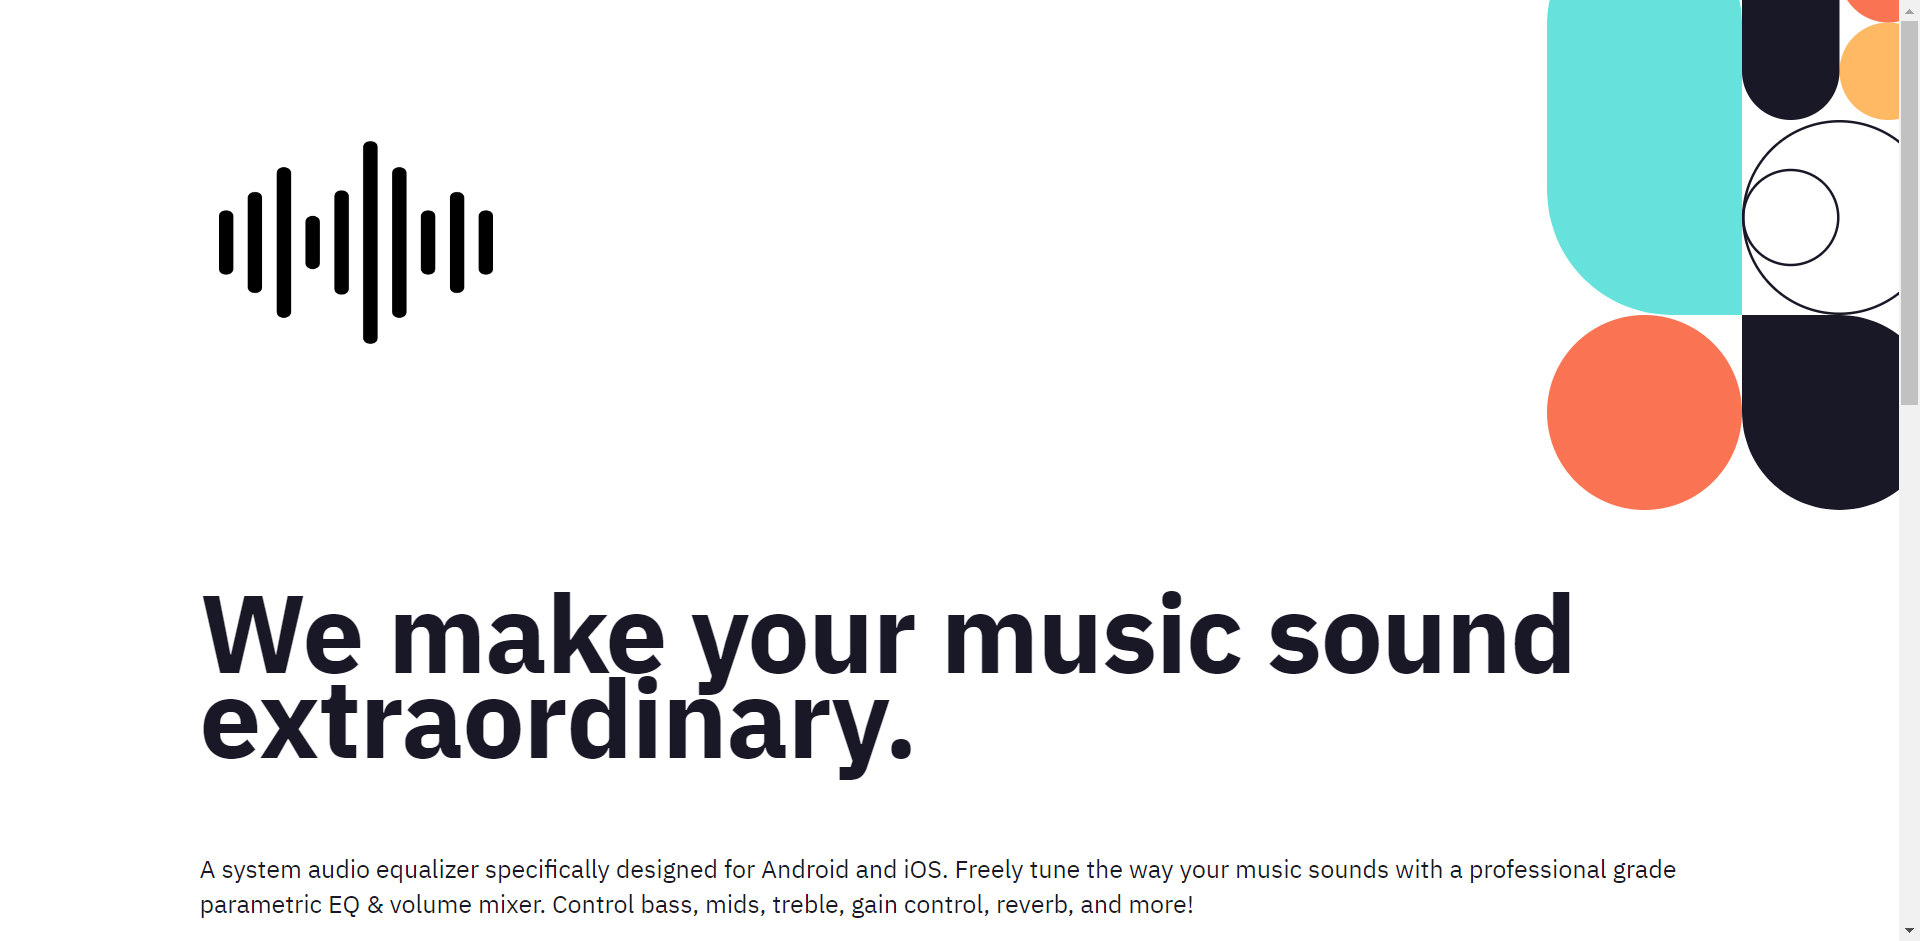 We make your music sound
extraordinary.
A system audio equalizer specifically designed for Android and iOS. Freely tune the way your music sounds with a professional grade
parametric EQ & volume mixer. Control bass, mids, treble, gain control, reverb, and more!